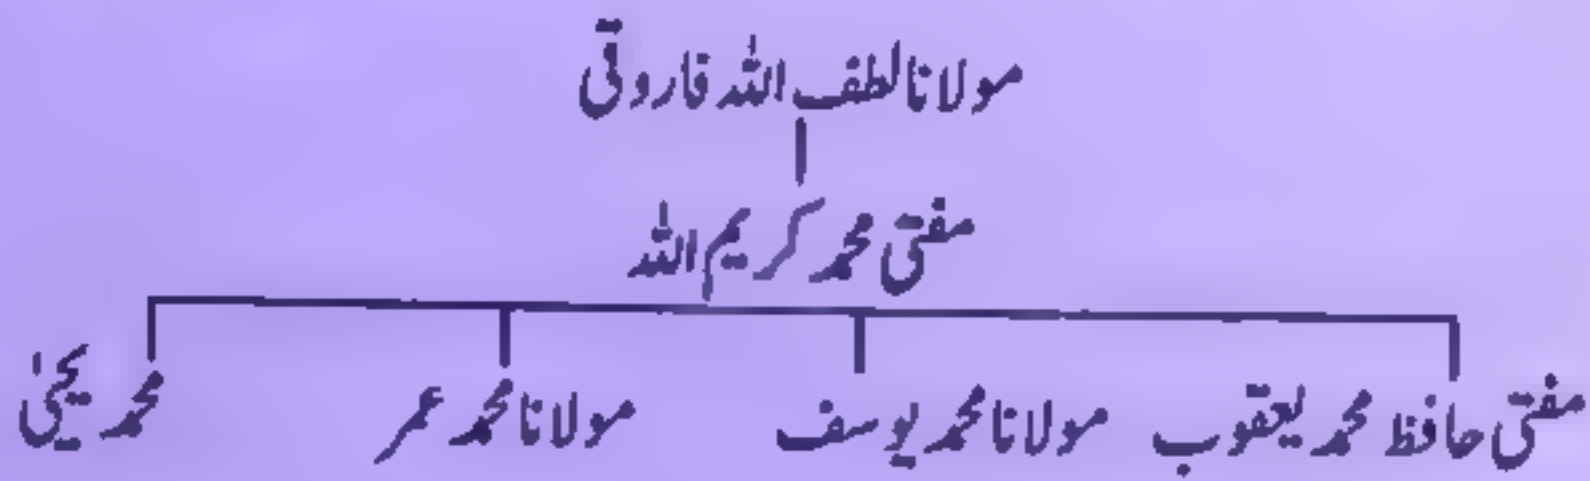 مولانا لطف اللہ فاروقی
مفتی محمد کریم اللہ
مفتی حافظ محمد یعقوب مولانا محمد یوسف مولانا محمد عمر محمد یحییٰ